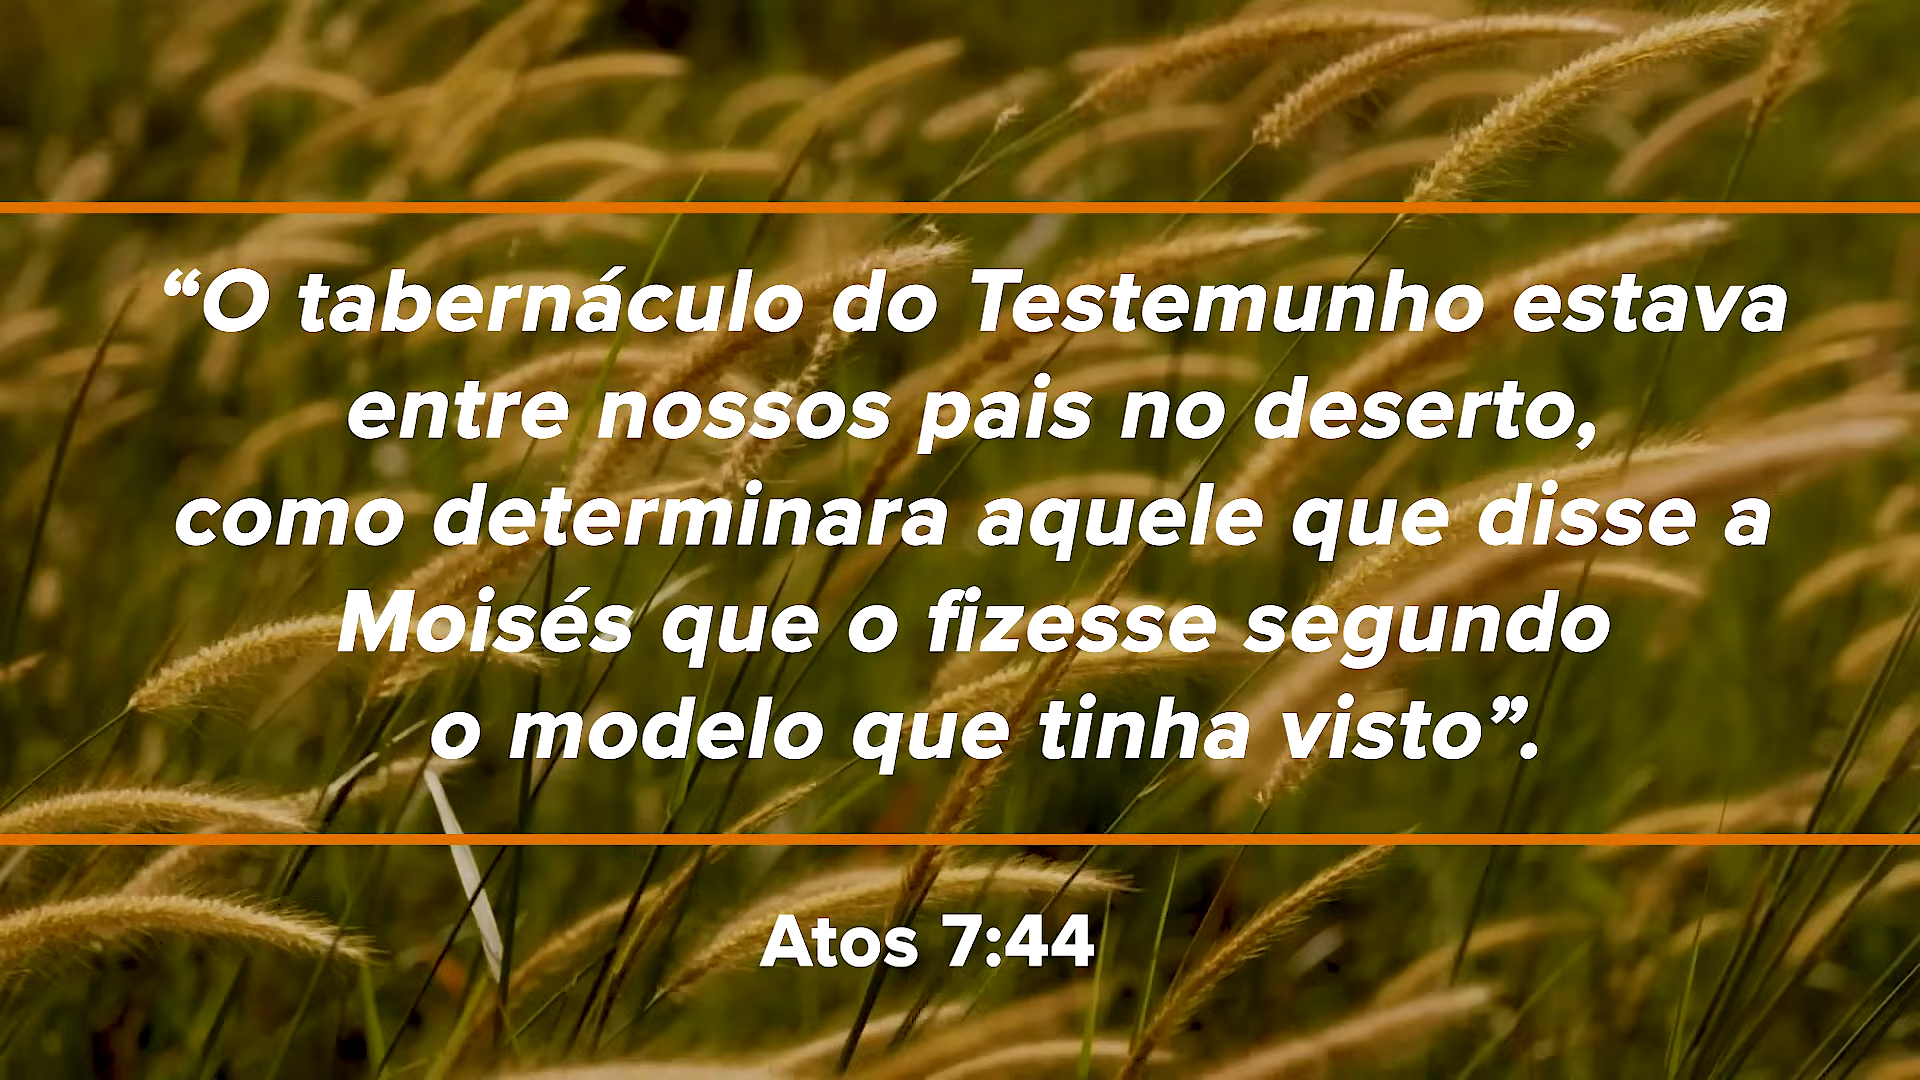 “O tabernáculo do Testemunho estava
entre nossos pais no deserto,
como determinara aquele que disse a
Moisés que o fizesse segundo
o modelo que tinha visto”.
Atos 7:44